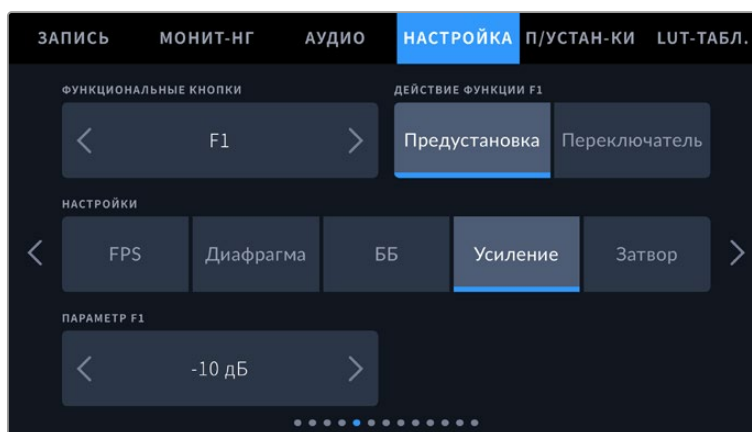 ЗАПИСЬ МОНИТ-НГ АУДИО НАСТРОЙКА П/УСТАН-КИ LUT-ТАБЛ.
ФУНКЦИОНАЛЬНЫЕ КНОПКИ ДЕЙСТВИЕ ФУНКЦИИ F1
F1 Предустановка Переключатель
НАСТРОЙКИ
FPS Диафрагма ББ Усиление Затвор
ПАРАМЕТР F1
-10 дБ